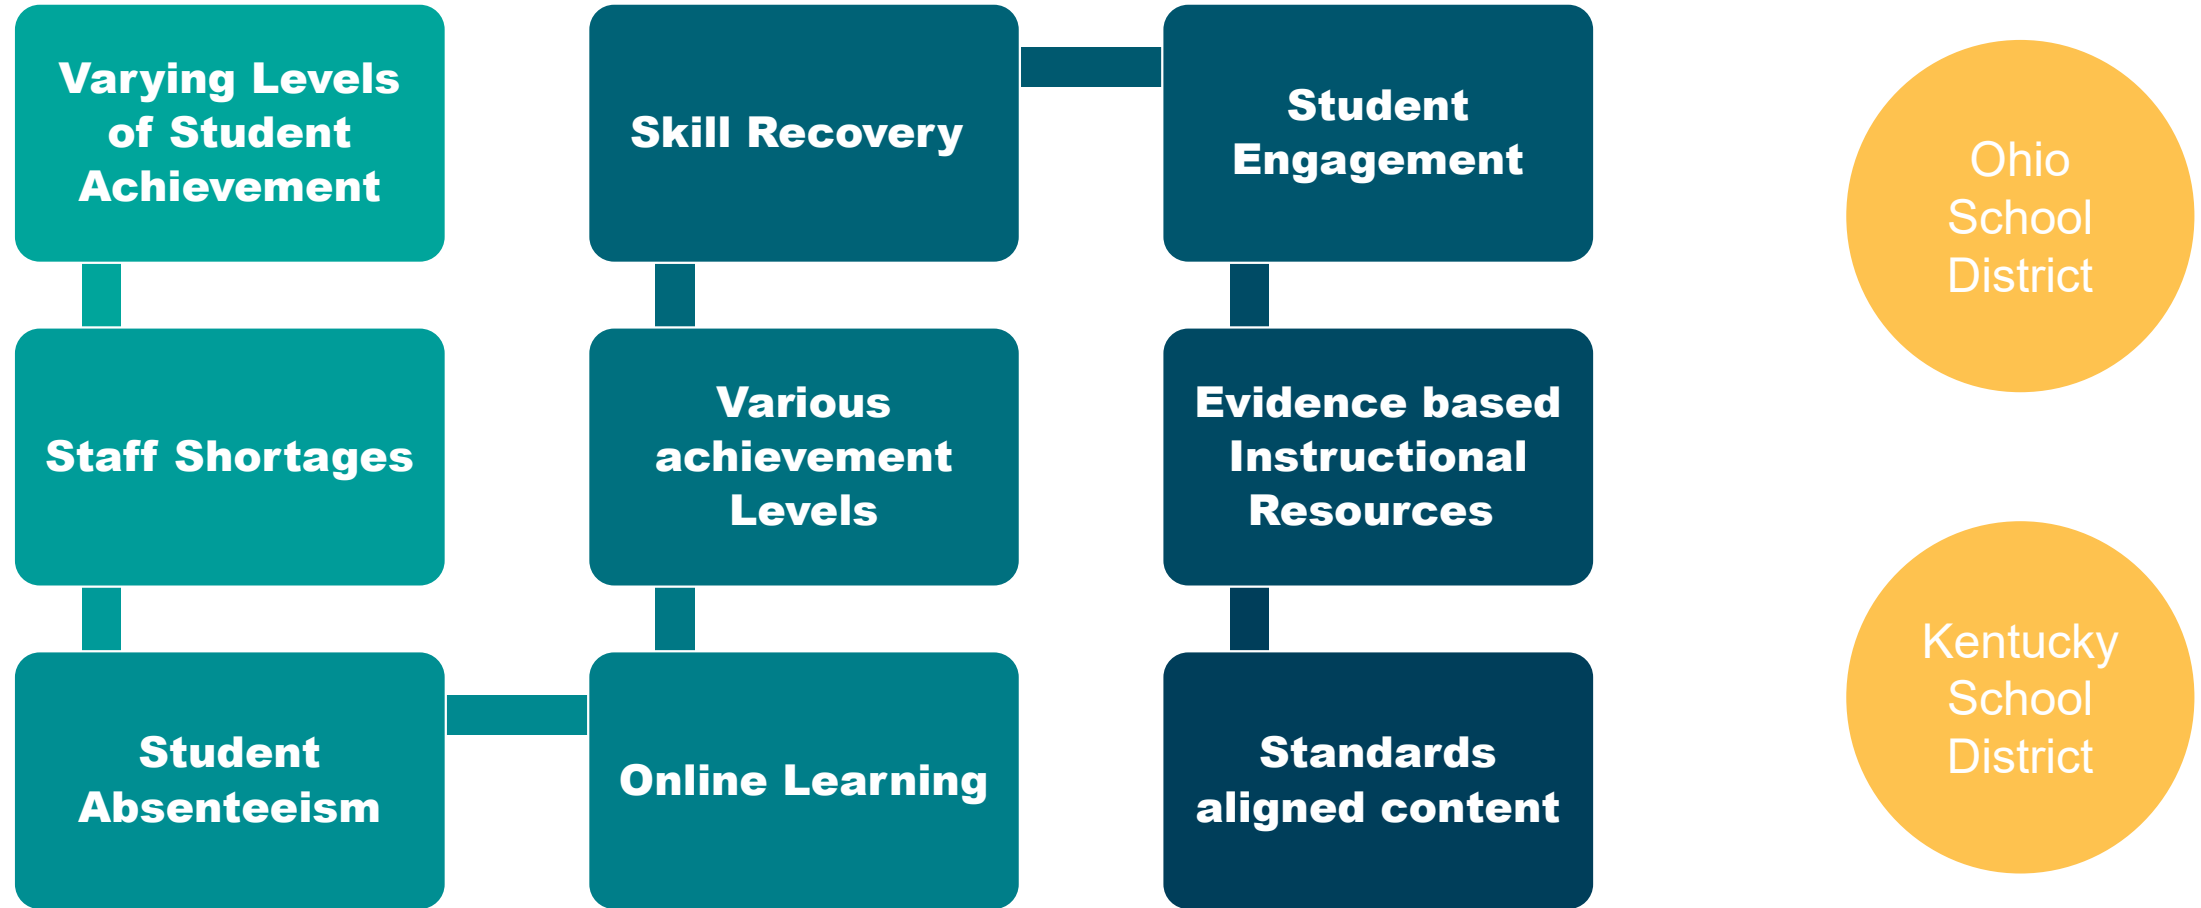 Varying Levels
of Student
Achievement
Staff Shortages
Student
Absenteeism
Online Learning
Various
achievement
Levels
Skill Recovery
Student
Engagement
Evidence based
Instructional
Resources
Standards
aligned content
Ohio
School
District
Kentucky
School
District